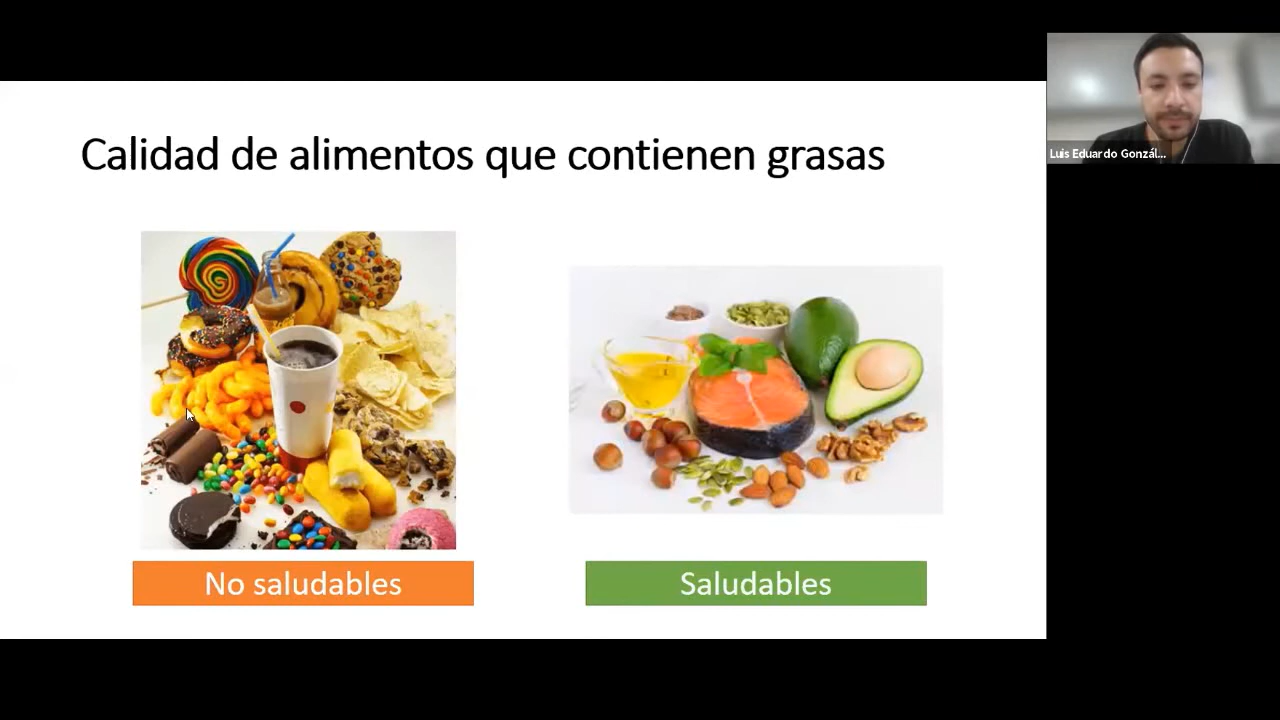 Calidad de alimentos que contienen grasas
Luis Eduardo Gonzál...
No saludables
Saludables